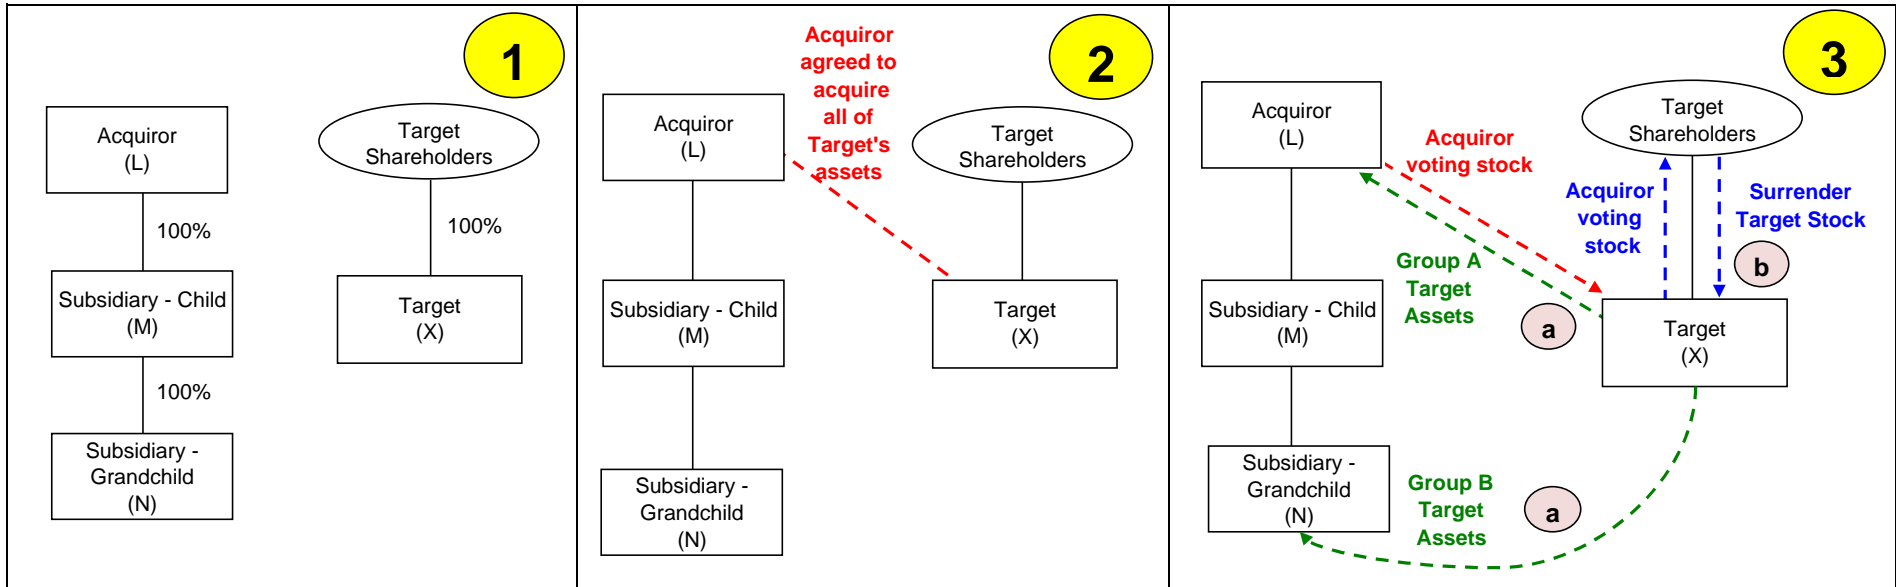 1
Acquiror
(L)
Target
Shareholders
100%
100%
Subsidiary - Child
(M)
Target
(X)
100%
Subsidiary -
Grandchild
(N)
2
Acquiror
agreed to
acquire
all of
Target's
assets
Acquiror
(L)
Target
Shareholders
Subsidiary - Child
(M)
Target
(X)
Subsidiary -
Grandchild
(N)
3
Acquiror
(L)
Target
Shareholders
Acquiror
voting stock
Acquiror
voting
stock
Surrender
Target Stock
b
Group A
Target
Assets
a
Subsidiary - Child
(M)
Target
(X)
Subsidiary -
Grandchild
(N)
Group B
Target
Assets
a